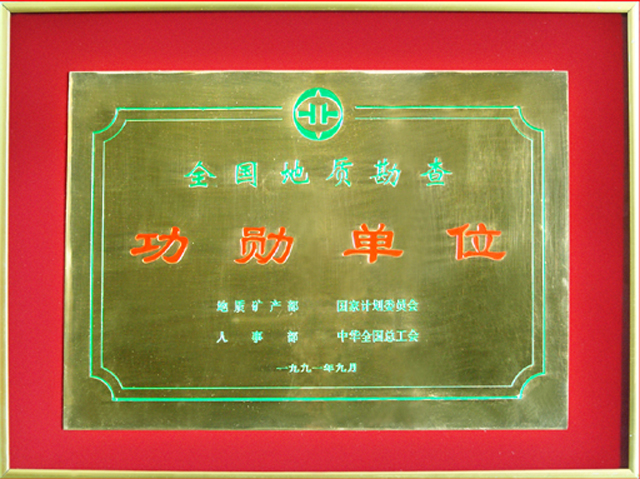 全国地质勘查
功勋单位
地质矿产部 国家计划委员会
人事部 中华全国总工会
一九九一年九月